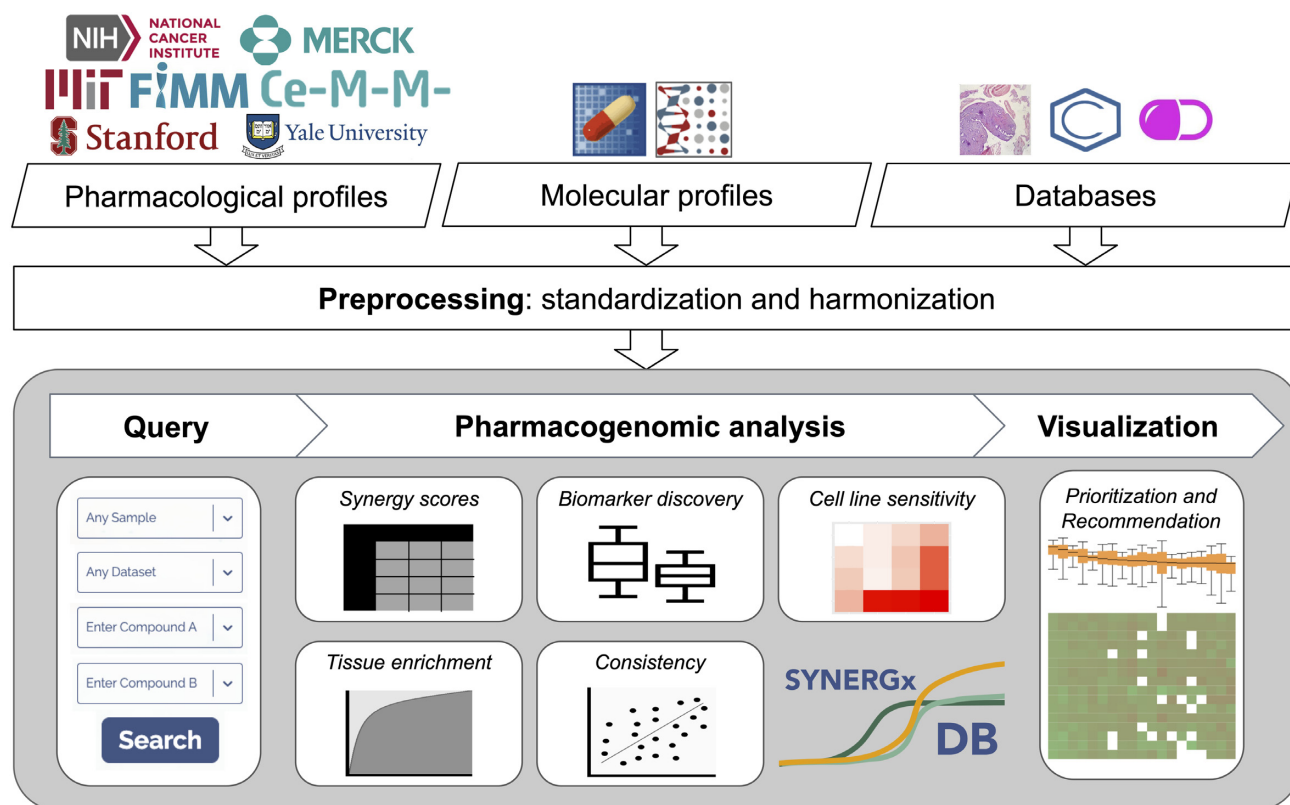 NIH
NATIONAL
CANCER
INSTITUTE
MERCK
MiT FiMM Ce-M-M-
Stanford
Yale University
Pharmacological profiles
Molecular profiles
Databases
Preprocessing: standardization and harmonization
Query
Pharmacogenomic analysis
Visualization
Any Sample
Any Dataset
Enter Compound A
Enter Compound B
Search
Synergy scores
Biomarker discovery
Cell line sensitivity
Tissue enrichment
Consistency
SYNERGx
DB
Prioritization and
Recommendation